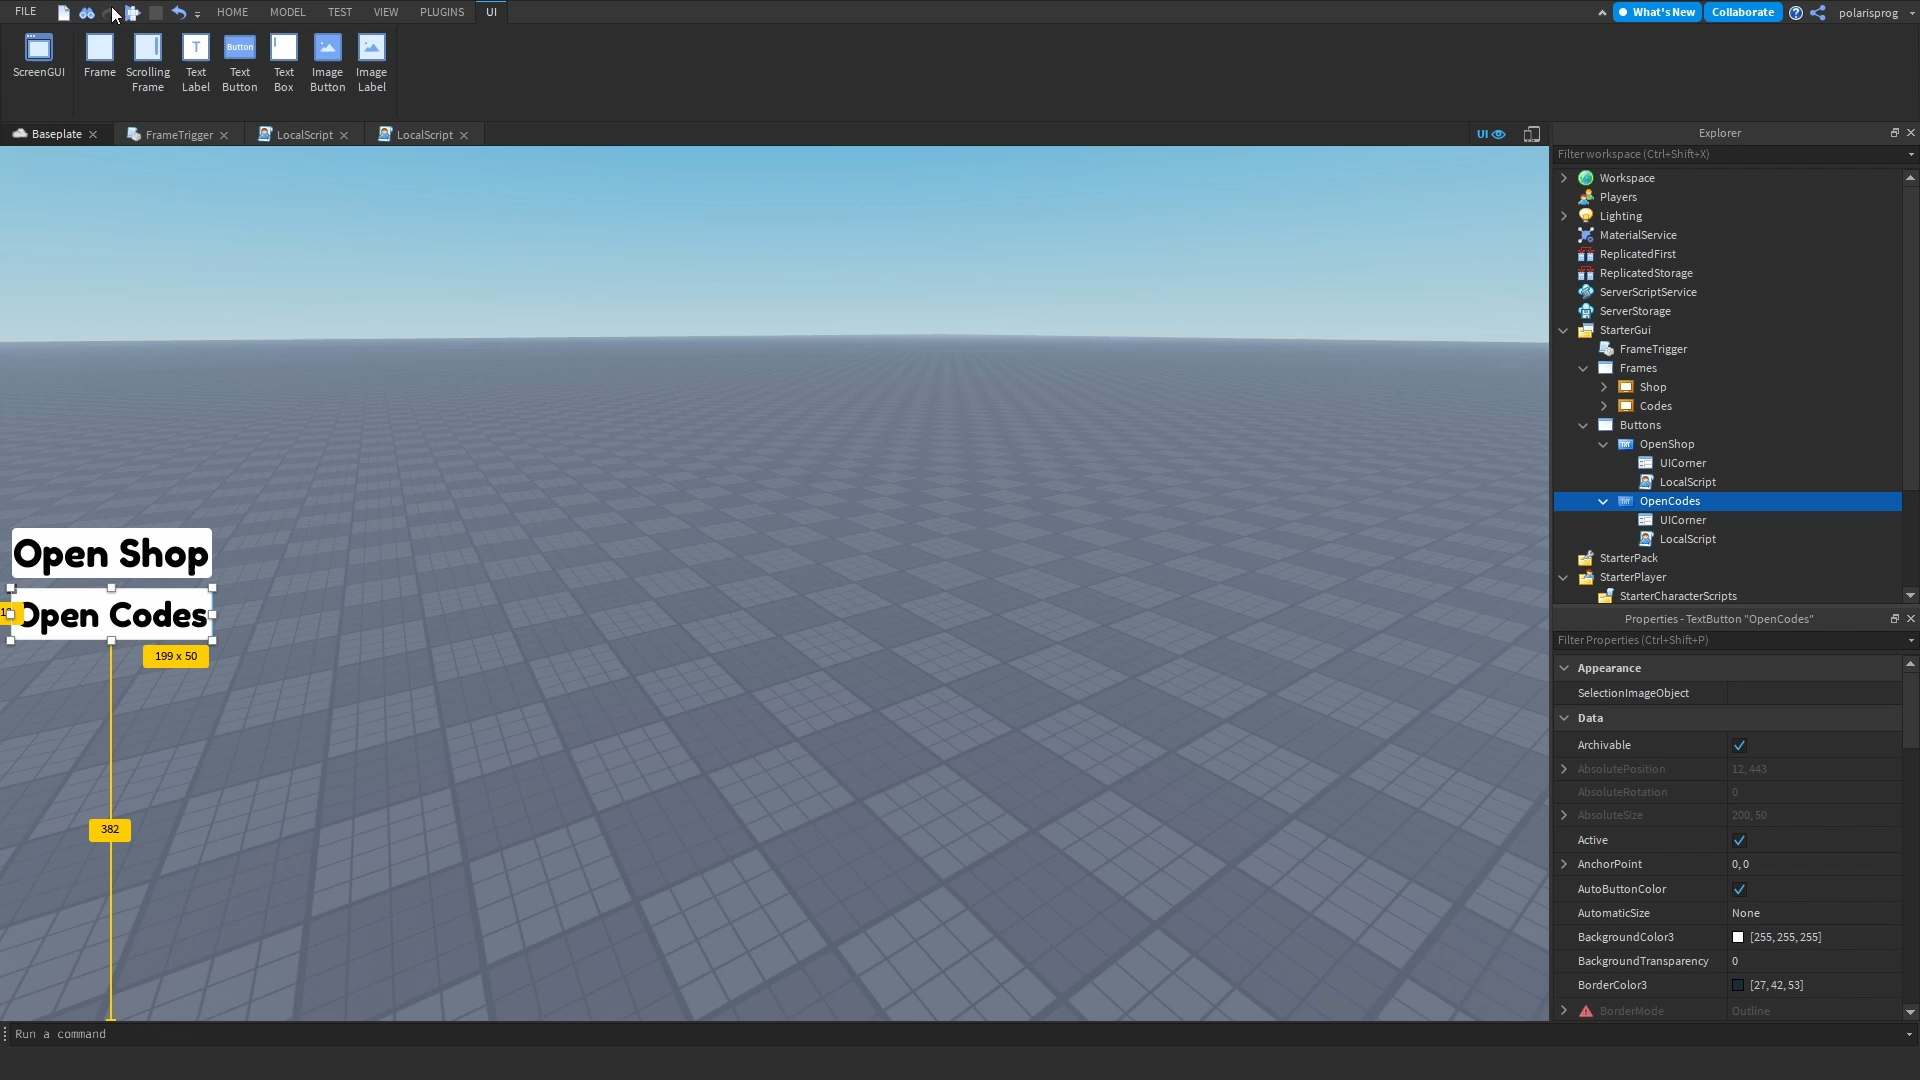 FILE
HOME
MODEL
TEST
VIEW
PLUGINS
UI
What's New
Collaborate
polarisprog
ScreenGUI
Frame
Scrolling
Frame
T
Text
Label
Button
Text
Button
Text
Box
Image
Button
Image
Label
Baseplate
FrameTrigger
LocalScript
LocalScript
UI
Open Shop
Open Codes
199 x 50
382
Run a command
Explorer
Filter workspace (Ctrl+Shift+X)
Workspace
Players
Lighting
MaterialService
ReplicatedFirst
ReplicatedStorage
ServerScriptService
ServerStorage
StarterGui
FrameTrigger
Frames
Shop
Codes
Buttons
OpenShop
UICorner
LocalScript
OpenCodes
UICorner
LocalScript
StarterPack
StarterPlayer
StarterCharacterScripts
Properties - TextButton "OpenCodes"
Filter Properties (Ctrl+Shift+P)
Appearance
SelectionImageObject
Data
Archivable
AbsolutePosition 12, 443
AbsoluteRotation 0
AbsoluteSize 200, 50
Active
AnchorPoint 0, 0
AutoButtonColor
AutomaticSize None
BackgroundColor3 [255, 255, 255]
BackgroundTransparency 0
BorderColor3 [27, 42, 53]
BorderMode Outline